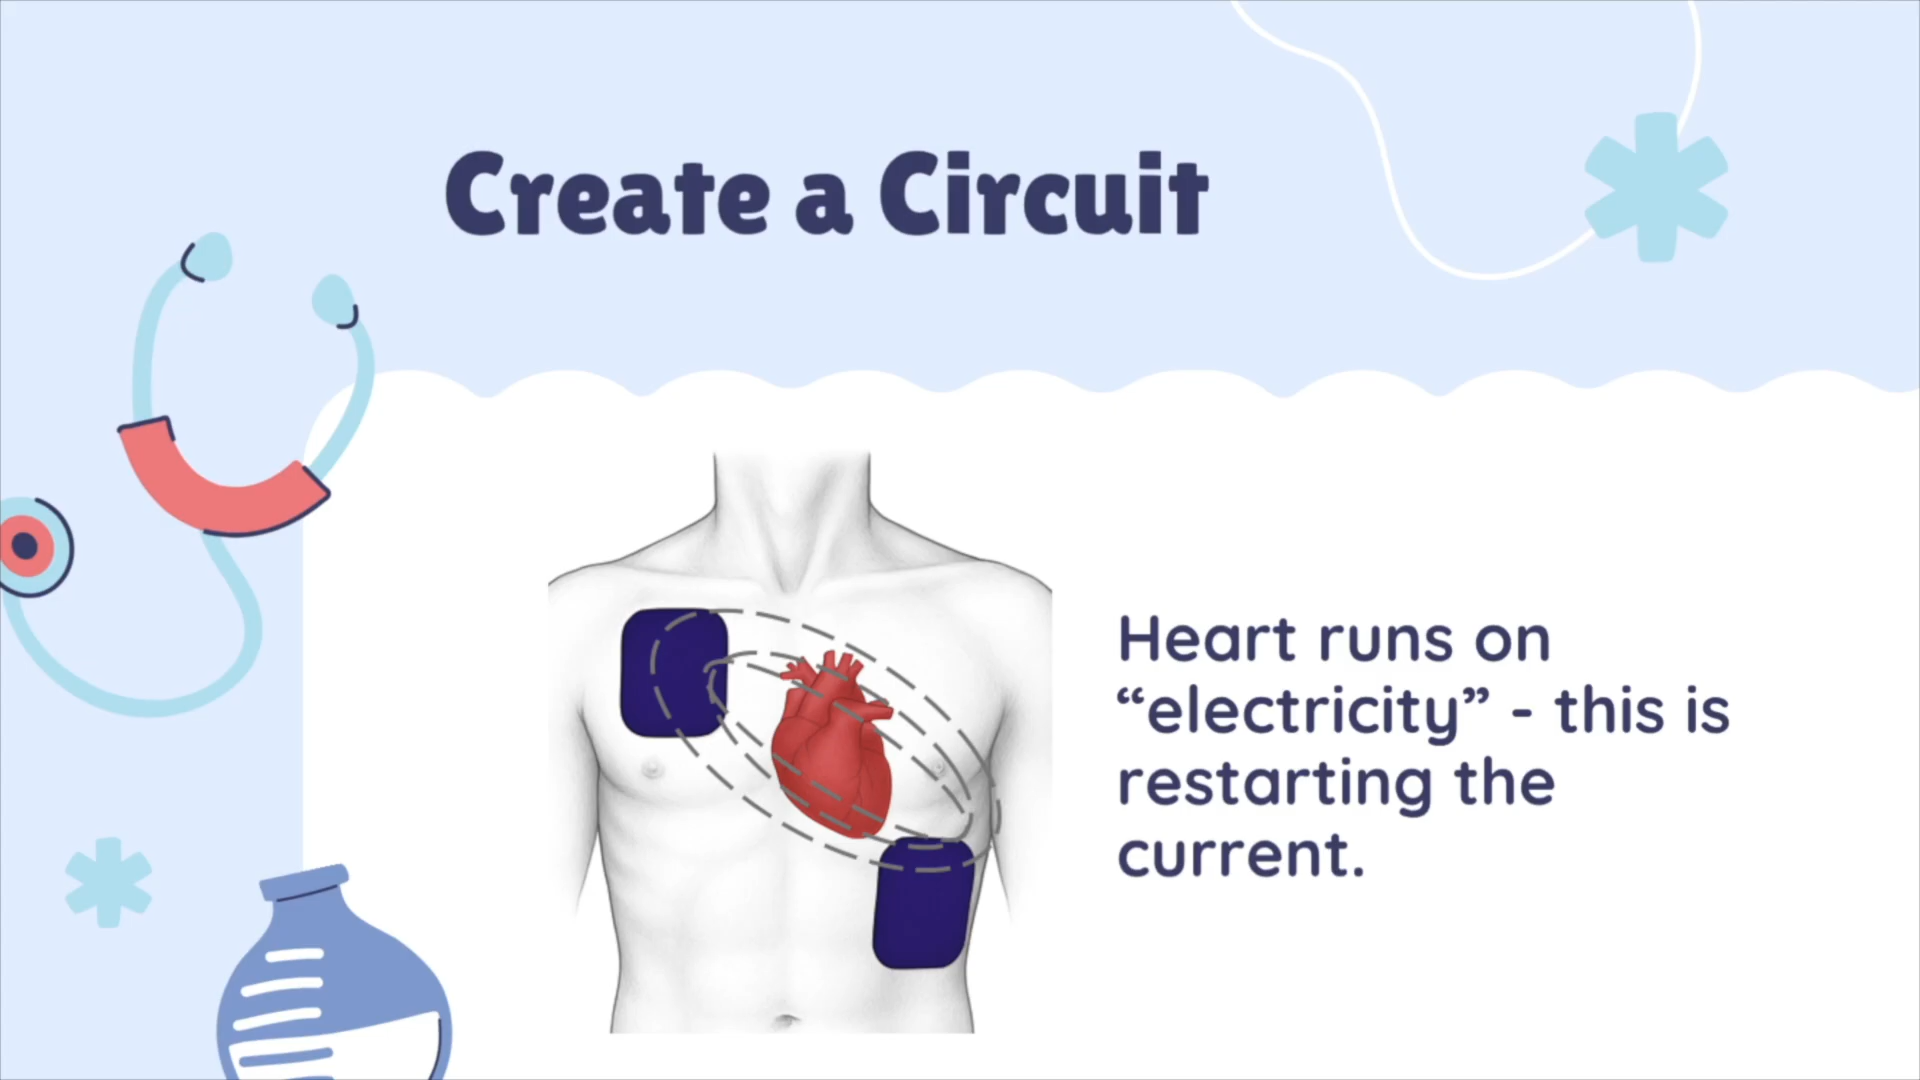 Create a Circuit
Heart runs on
“electricity” - this is
restarting the
current.